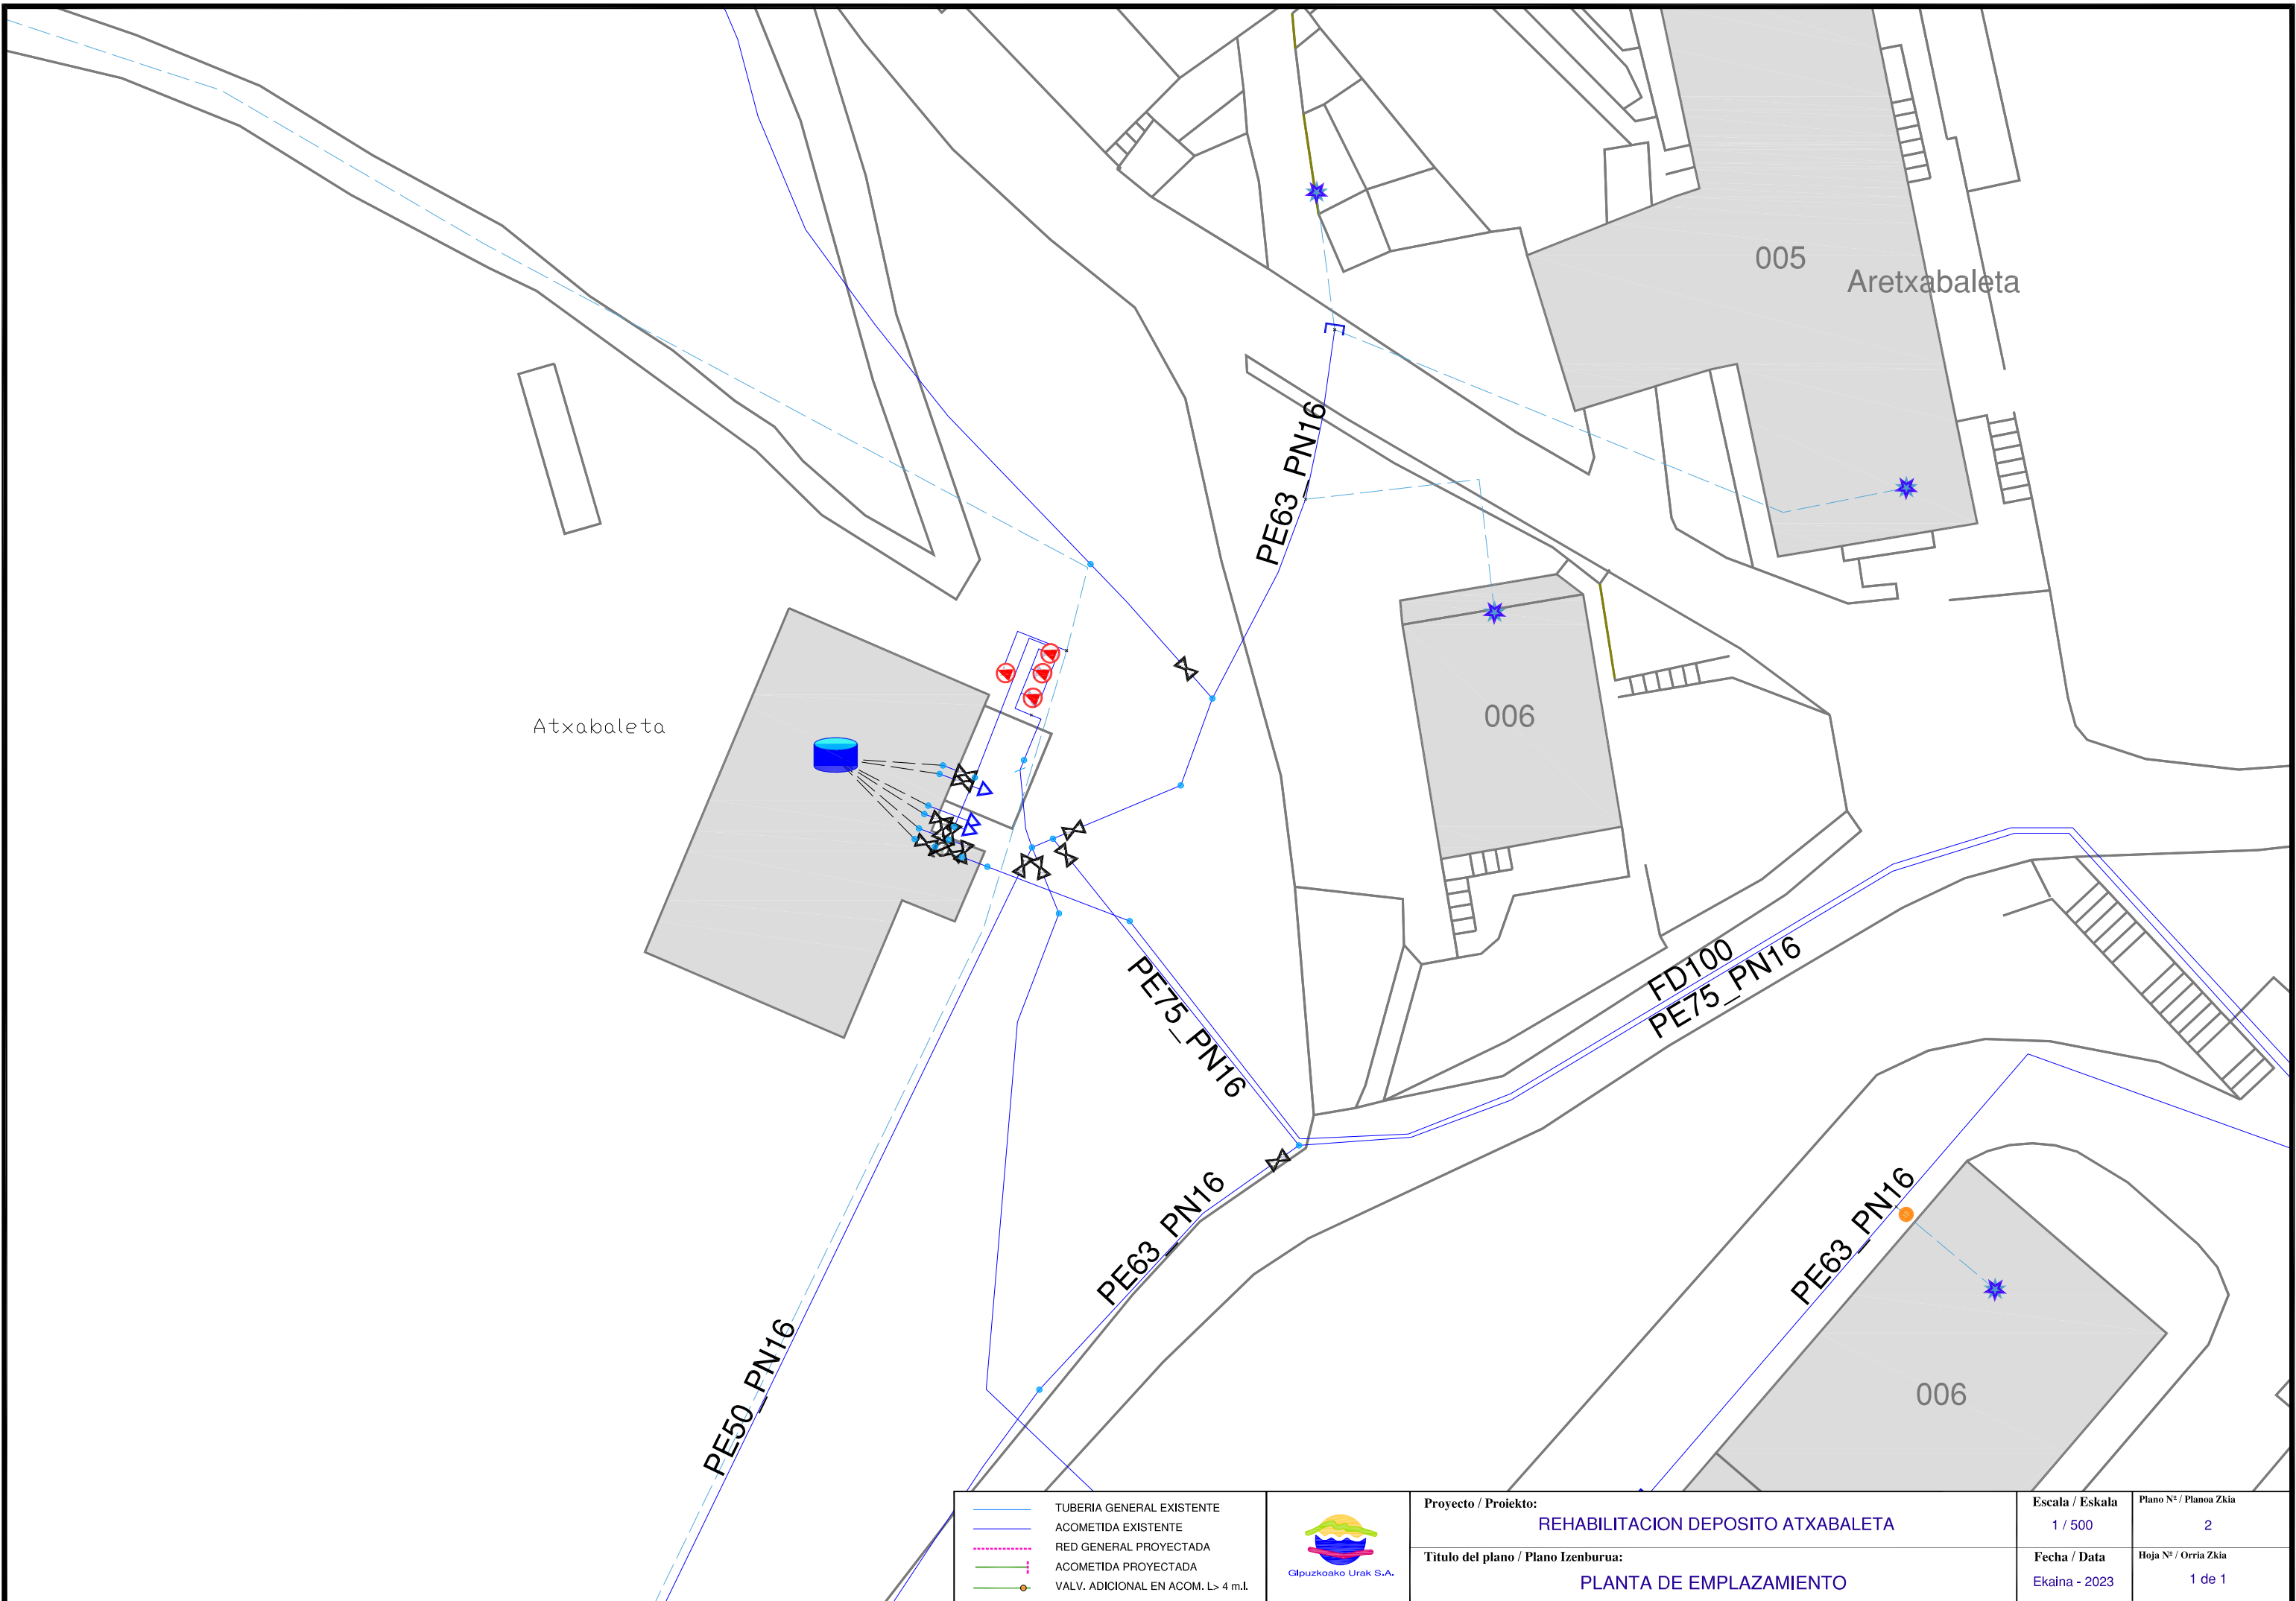 005
Aretxabaleta
PE63_PN16
006
Atxabaleta
FD100
PE75_PN16
PE75_PN16
PE63_PN16
PE63_PN16
PE50_PN16
006
TUBERIA GENERAL EXISTENTE
ACOMETIDA EXISTENTE
RED GENERAL PROYECTADA
ACOMETIDA PROYECTADA
VALV. ADICIONAL EN ACOM. L> 4 m.l.
Gipuzkoako Urak S.A.
Proyecto / Proiekto:
REHABILITACION DEPOSITO ATXABALETA
Titulo del plano / Plano Izenburua:
PLANTA DE EMPLAZAMIENTO
Escala / Eskala
1 / 500
Fecha / Data
Ekaina - 2023
Plano Nº / Planoa Zkia
2
Hoja Nº / Orria Zkia
1 de 1